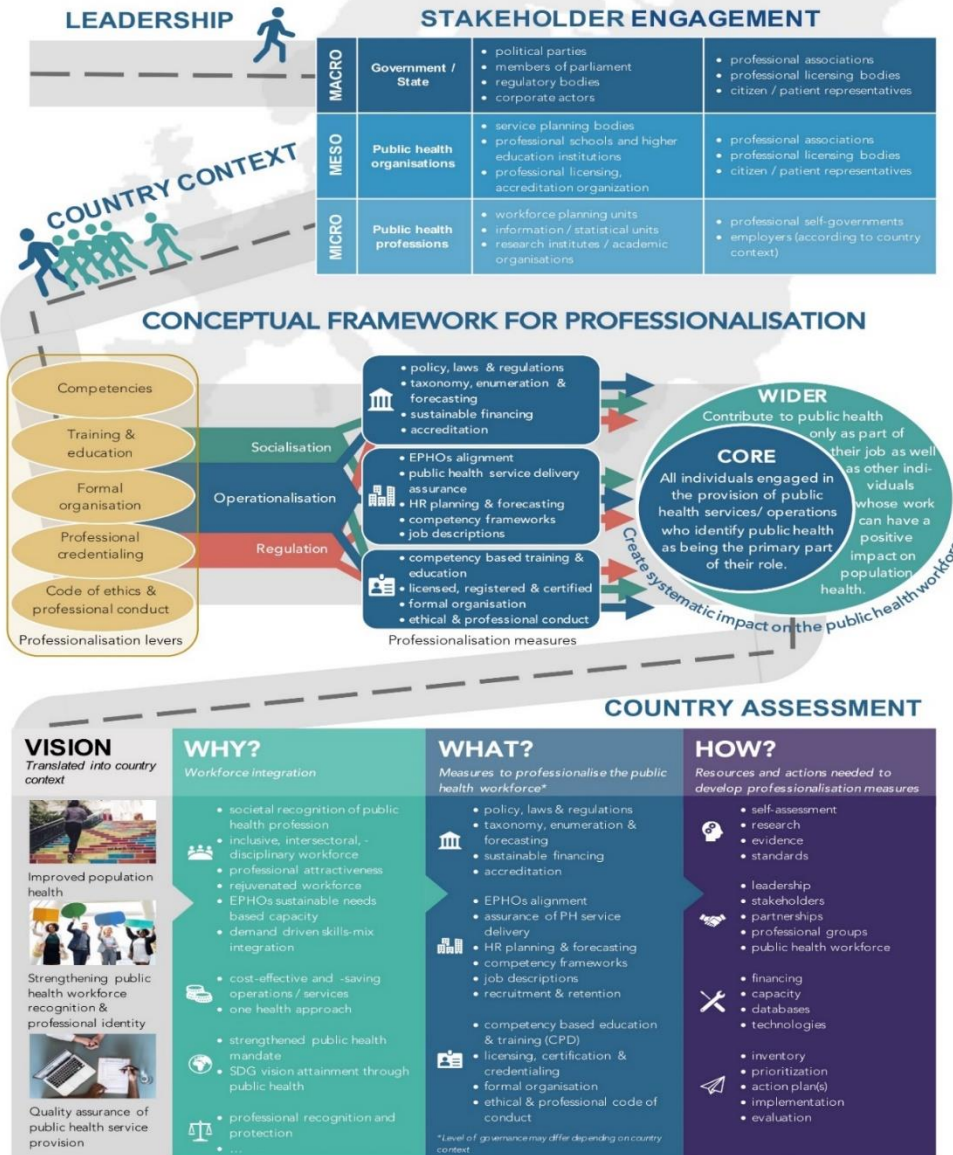 LEADERSHIP
STAKEHOLDER ENGAGEMENT
MACRO
Government /
State
• political parties
• members of parliament
• regulatory bodies
• corporate actors
• professional associations
• professional licensing bodies
• citizen / patient representatives
MESO
Public health
organisations
• service planning bodies
• professional schools and higher
education institutions
• professional licensing,
accreditation organization
• professional associations
• professional licensing bodies
• citizen / patient representatives
MICRO
Public health
professions
• workforce planning units
• information / statistical units
• research institutes / academic
organisations
• professional self-governments
• employers (according to country
context)
COUNTRY CONTEXT
CONCEPTUAL FRAMEWORK FOR PROFESSIONALISATION
Competencies
Training &
education
Formal
organisation
Professional
credentialing
Code of ethics &
professional conduct
Professionalisation levers
Socialisation
Operationalisation
Regulation
• policy, laws & regulations
• taxonomy, enumeration &
forecasting
• sustainable financing
• accreditation
• EPHOs alignment
• public health service delivery
assurance
• HR planning & forecasting
• competency frameworks
• job descriptions
• competency based training &
education
• licensed, registered & certified
• formal organisation
• ethical & professional conduct
Professionalisation measures
WIDER
Contribute to public health
only as part of
their job as well
as other indi-
viduals
whose work
can have a
positive
impact on
population
health.
CORE
All individuals engaged
in the provision of public
health services/ operations
who identify public health
as being the primary part
of their role.
Create systematic impact on the public health workforce
COUNTRY ASSESSMENT
VISION
Translated into country
context
Improved population
health
Strengthening public
health workforce
recognition &
professional identity
Quality assurance of
public health service
provision
WHY?
Workforce integration
• societal recognition of public
health profession
• inclusive, intersectoral, -
disciplinary workforce
• professional attractiveness
• rejuvenated workforce
• EPHOs sustainable needs
based capacity
• demand driven skills-mix
integration
• cost-effective and -saving
operations / services
• one health approach
• strengthened public health
mandate
• SDG vision attainment through
public health
• professional recognition and
protection
• ...
WHAT?
Measures to professionalise the public
health workforce*
• policy, laws & regulations
• taxonomy, enumeration &
forecasting
• sustainable financing
• accreditation
• EPHOs alignment
• assurance of PH service
delivery
• HR planning & forecasting
• competency frameworks
• job descriptions
• recruitment & retention
• competency based education
& training (CPD)
• licensing, certification &
credentialing
• formal organisation
• ethical & professional code of
conduct
*Level of governance may differ depending on country
context
HOW?
Resources and actions needed to
develop professionalisation measures
• self-assessment
• research
• evidence
• standards
• leadership
• stakeholders
• partnerships
• professional groups
• public health workforce
• financing
• capacity
• databases
• technologies
• inventory
• prioritization
• action plan(s)
• implementation
• evaluation